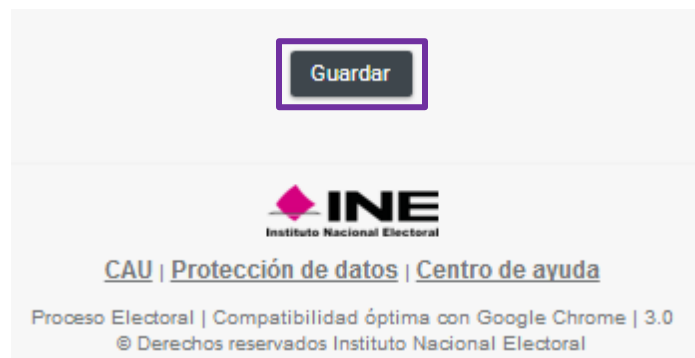 Guardar
INE
Instituto Nacional Electoral
CAU | Protección de datos | Centro de ayuda
Proceso Electoral | Compatibilidad óptima con Google Chrome | 3.0
© Derechos reservados Instituto Nacional Electoral